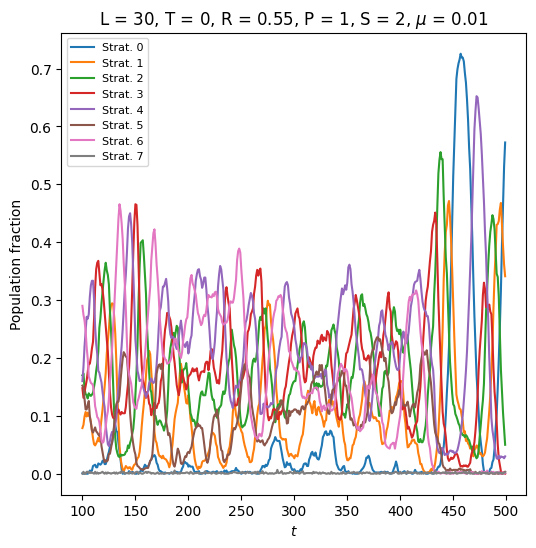 L = 30, T = 0, R = 0.55, P = 1, S = 2, μ = 0.01
Strat. 0
Strat. 1
Strat. 2
Strat. 3
Strat. 4
Strat. 5
Strat. 6
Strat. 7
Population fraction
0.7
0.6
0.5
0.4
0.3
0.2
0.1
0.0
100 150 200 250 300 350 400 450 500
t